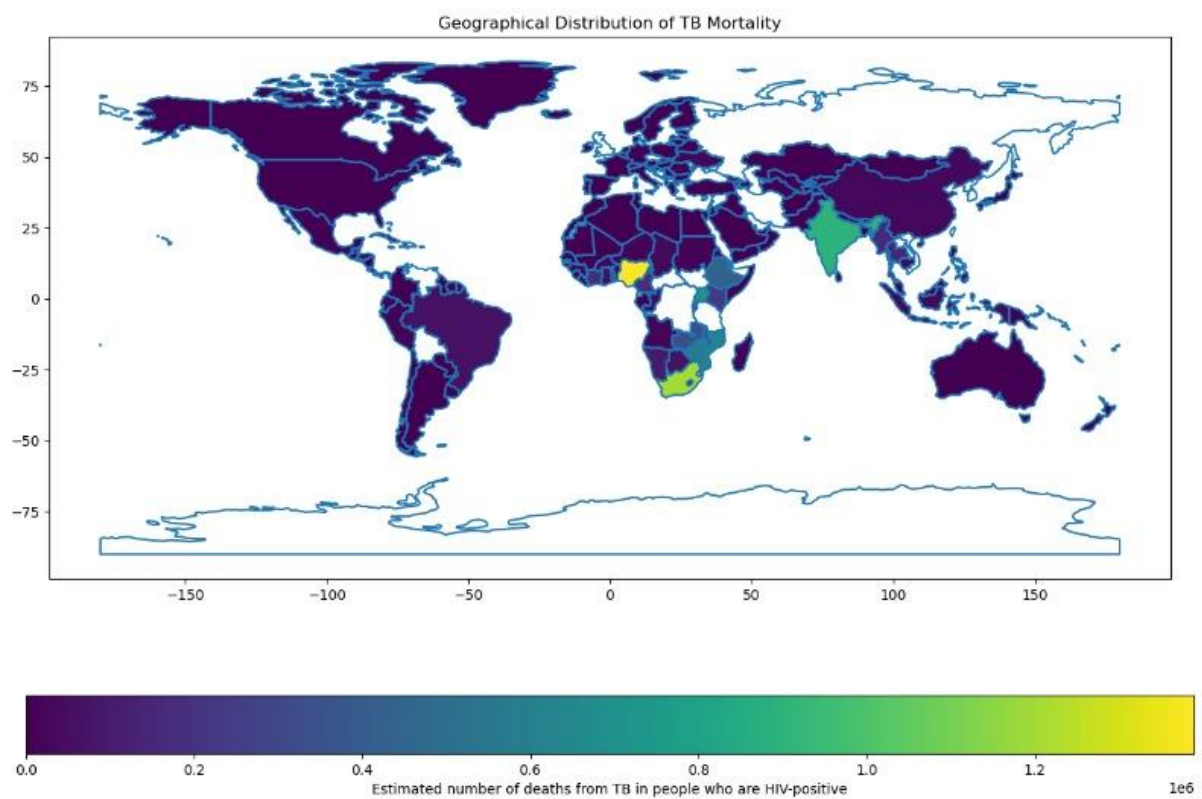 Geographical Distribution of TB Mortality
75
50
25
0
−25
−50
−75
−150 −100 −50 0 50 100 150
0.0 0.2 0.4 0.6 0.8 1.0 1.2
Estimated number of deaths from TB in people who are HIV-positive
1e6